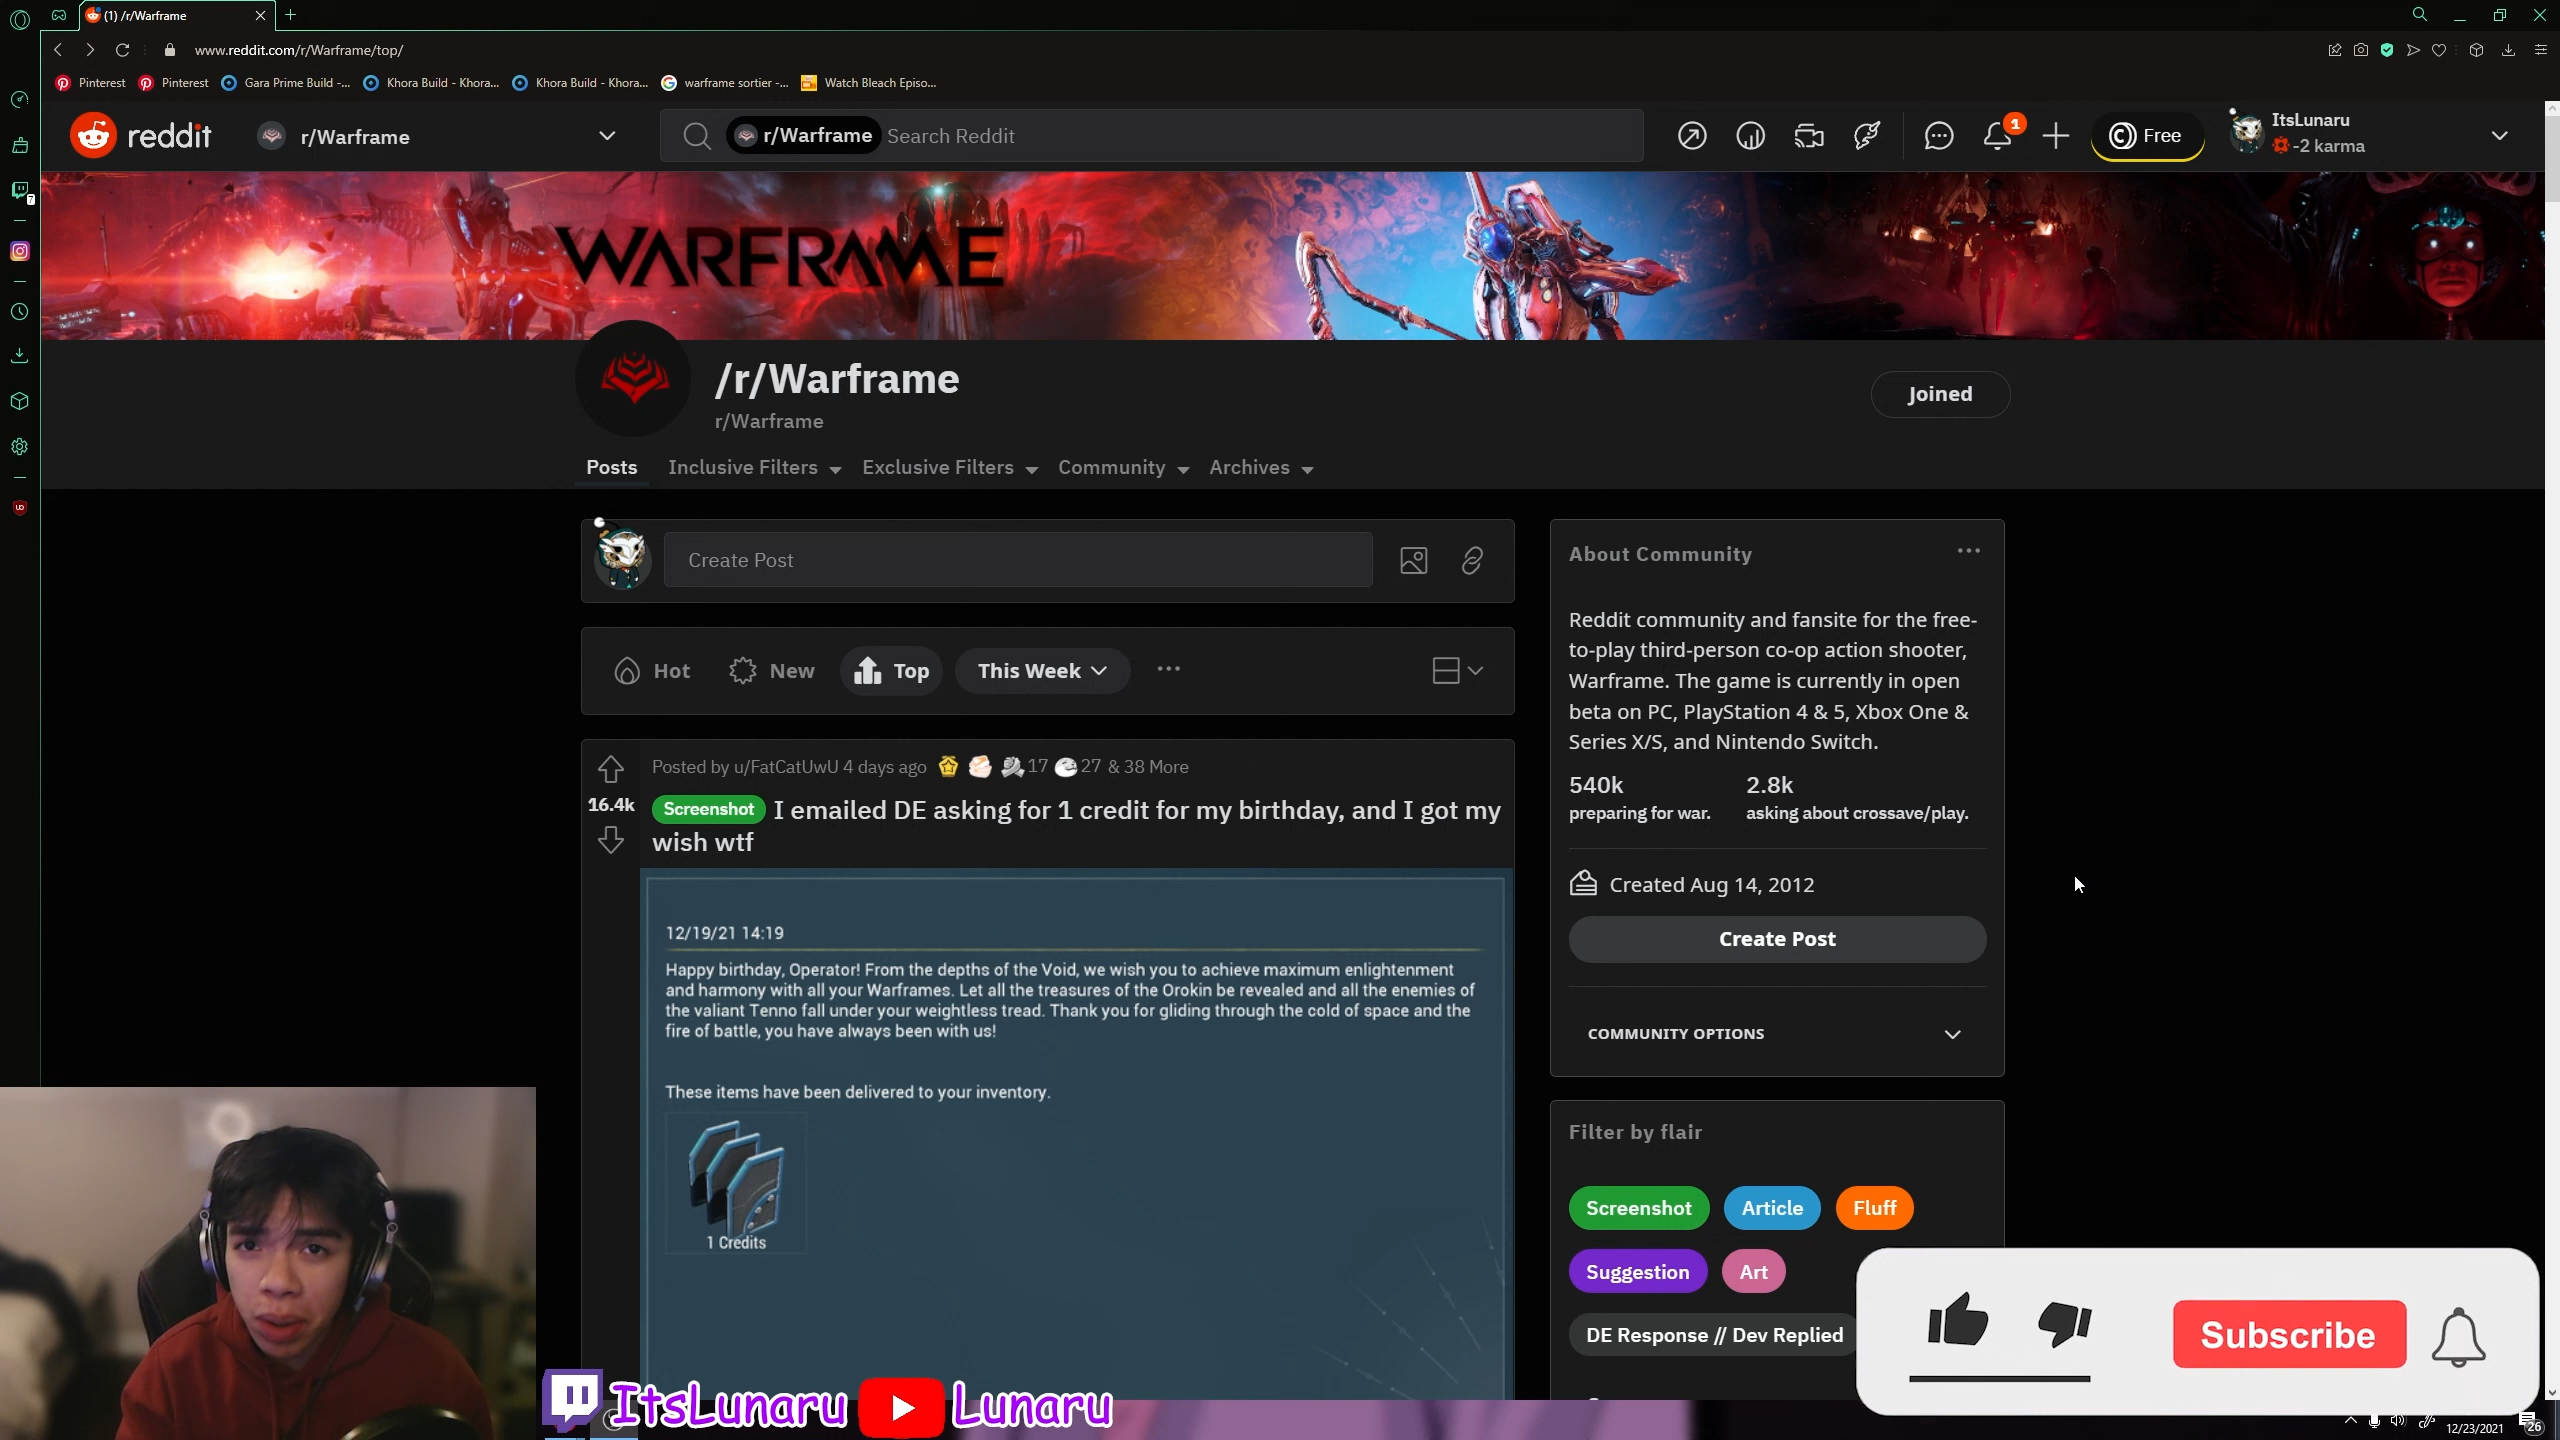 (1) /r/Warframe
www.reddit.com/r/Warframe/top/
Pinterest
Pinterest
Gara Prime Build -...
Khora Build - Khora...
Khora Build - Khora...
warframe sortier -...
Watch Bleach Episo...
7
reddit
r/Warframe
r/Warframe
Search Reddit
1
Free
ItsLunaru
-2 karma
WARFRAME
/r/Warframe
r/Warframe
Joined
Posts
Inclusive Filters
Exclusive Filters
Community
Archives
Create Post
Hot
New
Top
This Week
Posted by u/FatCatUwU 4 days ago
17
27
& 38 More
16.4k
Screenshot
I emailed DE asking for 1 credit for my birthday, and I got my
wish wtf
12/19/21 14:19
Happy birthday, Operator! From the depths of the Void, we wish you to achieve maximum enlightenment
and harmony with all your Warframes. Let all the treasures of the Orokin be revealed and all the enemies of
the valiant Tenno fall under your weightless tread. Thank you for gliding through the cold of space and the
fire of battle, you have always been with us!
These items have been delivered to your inventory.
1 Credits
About Community
Reddit community and fansite for the free-
to-play third-person co-op action shooter,
Warframe. The game is currently in open
beta on PC, PlayStation 4 & 5, Xbox One &
Series X/S, and Nintendo Switch.
540k
preparing for war.
2.8k
asking about crossave/play.
Created Aug 14, 2012
Create Post
COMMUNITY OPTIONS
Filter by flair
Screenshot
Article
Fluff
Suggestion
Art
DE Response // Dev Replied
Subscribe
ItsLunaru
Lunaru
12/23/2021
26